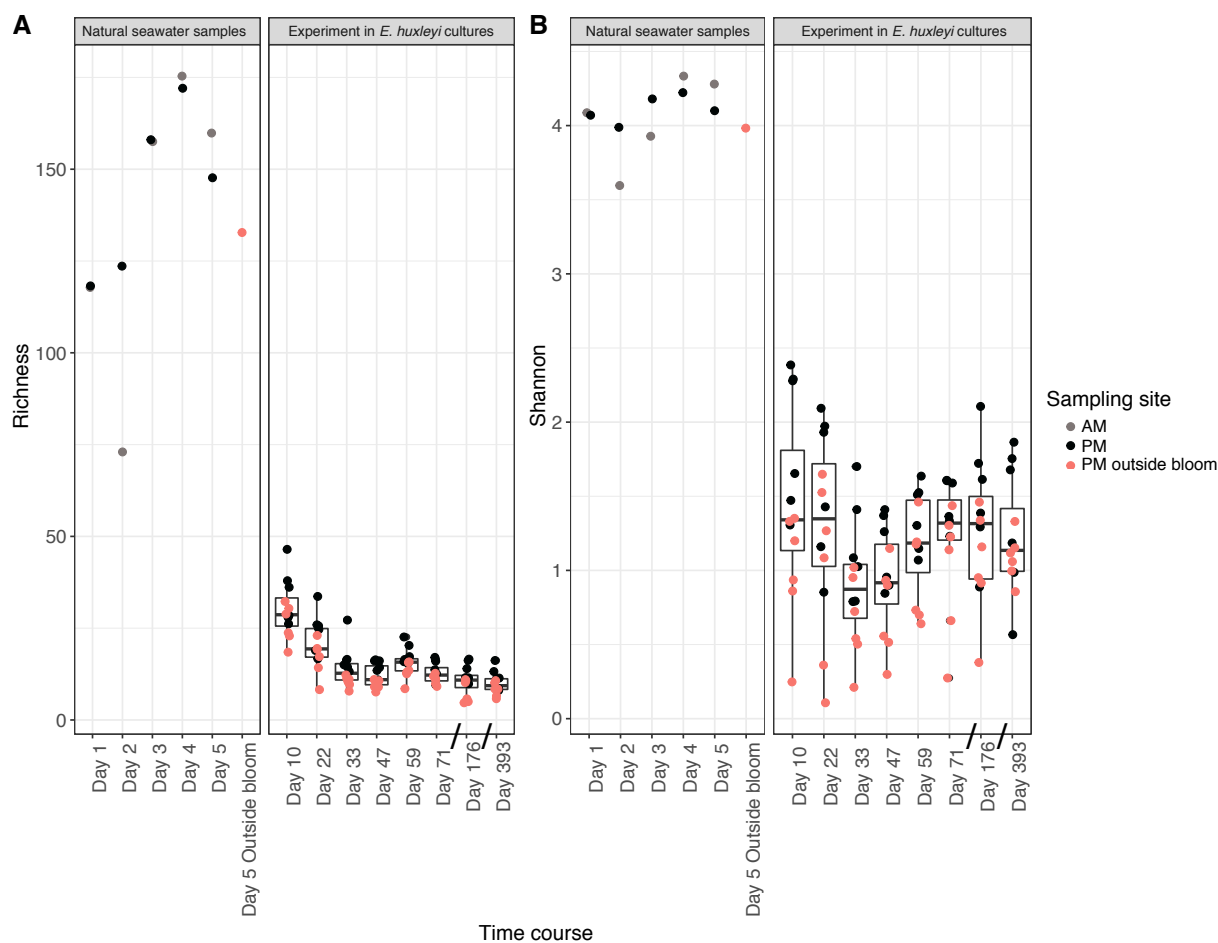 A
Natural seawater samples
Experiment in E. huxleyi cultures
Richness
150
100
50
0
Day 1
Day 2
Day 3
Day 4
Day 5
Day 5 Outside bloom
Day 10
Day 22
Day 33
Day 47
Day 59
Day 71
Day 176
Day 393
B
Natural seawater samples
Experiment in E. huxleyi cultures
Shannon
4
3
2
1
0
Day 1
Day 2
Day 3
Day 4
Day 5
Day 5 Outside bloom
Day 10
Day 22
Day 33
Day 47
Day 59
Day 71
Day 176
Day 393
Time course
Sampling site
AM
PM
PM outside bloom